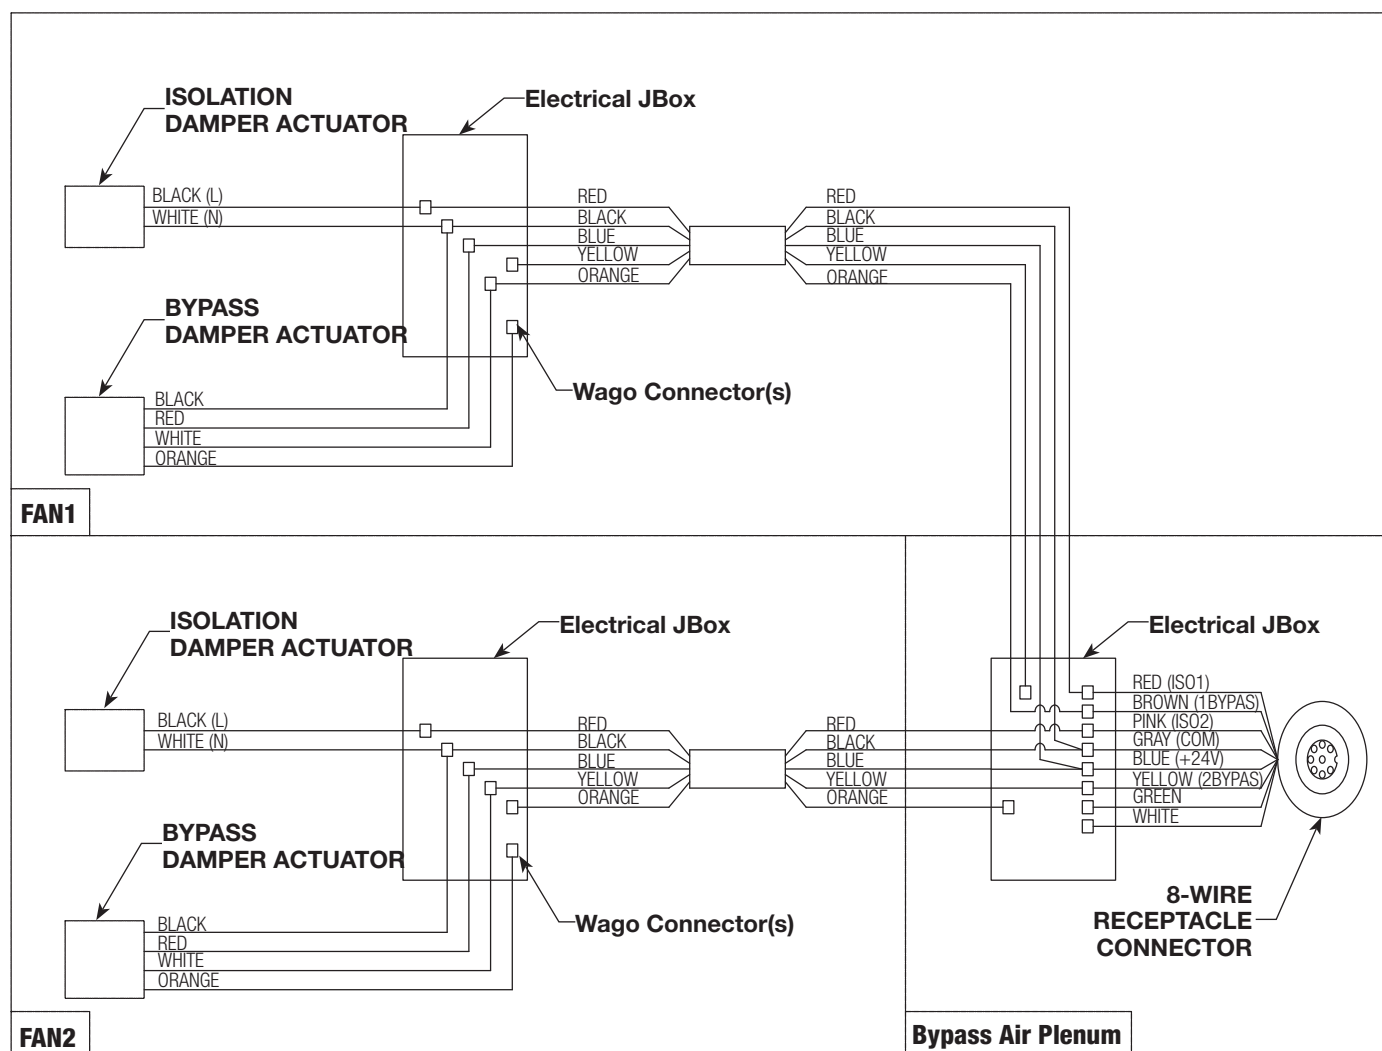 ISOLATION
DAMPER ACTUATOR
Electrical JBox
BLACK (L)
WHITE (N)
RED
BLACK
BLUE
YELLOW
ORANGE
RED
BLACK
BLUE
YELLOW
ORANGE
BYPASS
DAMPER ACTUATOR
Wago Connector(s)
BLACK
RED
WHITE
ORANGE
FAN1
ISOLATION
DAMPER ACTUATOR
Electrical JBox
BLACK (L)
WHITE (N)
RED
BLACK
BLUE
YELLOW
ORANGE
RED
BLACK
BLUE
YELLOW
ORANGE
BYPASS
DAMPER ACTUATOR
Wago Connector(s)
BLACK
RED
WHITE
ORANGE
FAN2
Electrical JBox
RED (ISO1)
BROWN (1BYPAS)
PINK (ISO2)
GRAY (COM)
BLUE (+24V)
YELLOW (2BYPAS)
GREEN
WHITE
8-WIRE
RECEPTACLE
CONNECTOR
Bypass Air Plenum